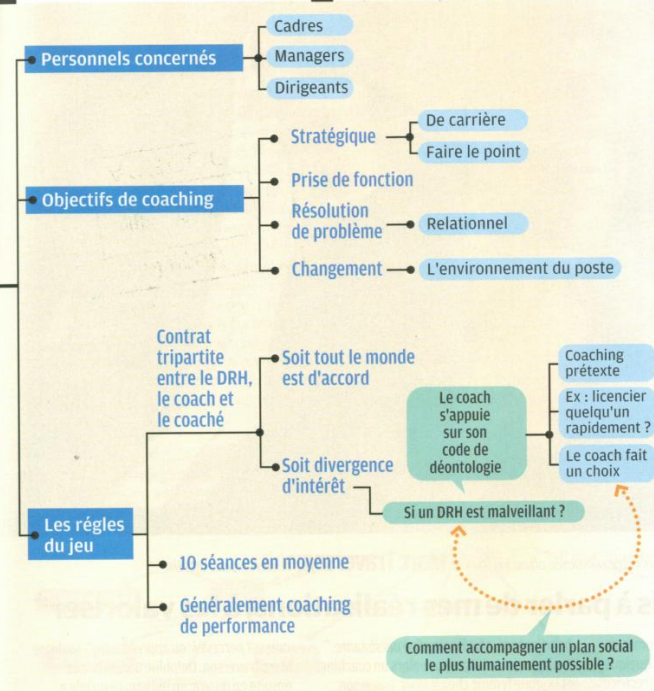 Personnels concernés
Cadres
Managers
Dirigeants
Objectifs de coaching
Stratégique
De carrière
Faire le point
Prise de fonction
Résolution
de problème
Relationnel
Changement
L'environnement du poste
Les régles
du jeu
Contrat
tripartite
entre le DRH,
le coach et
le coaché
Soit tout le monde
est d'accord
Soit divergence
d'intérêt
Si un DRH est malveillant ?
Le coach
s'appuie
sur son
code de
déontologie
Coaching
prétexte
Ex : licencier
quelqu'un
rapidement ?
Le coach fait
un choix
10 séances en moyenne
Généralement coaching
de performance
Comment accompagner un plan social
le plus humainement possible ?